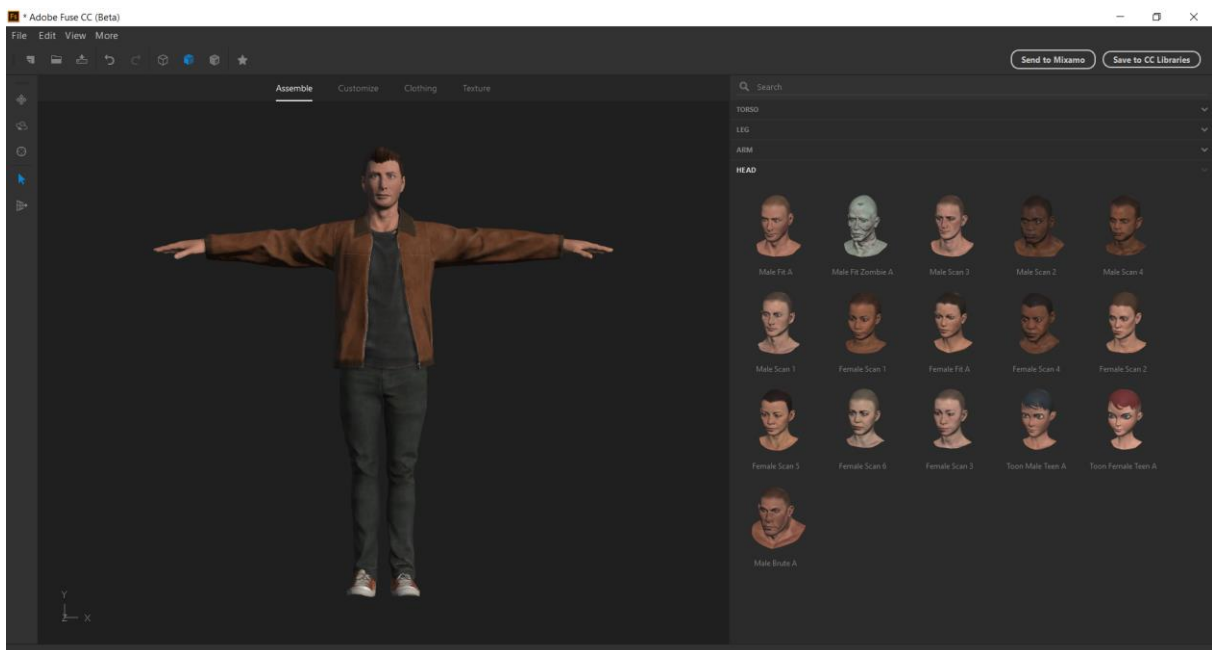 Fs * Adobe Fuse CC (Beta)
File Edit View More
Send to Mixamo Save to CC Libraries
Assemble Customize Clothing Texture
Search
TORSO
LEG
ARM
HEAD
Male Fit A Male Fit Zombie A Male Scan 3 Male Scan 2 Male Scan 4
Male Scan 1 Female Scan 1 Female Fit A Female Scan 4 Female Scan 2
Female Scan 5 Female Scan 6 Female Scan 3 Toon Male Teen A Toon Female Teen A
Male Brute A
Y
Z X